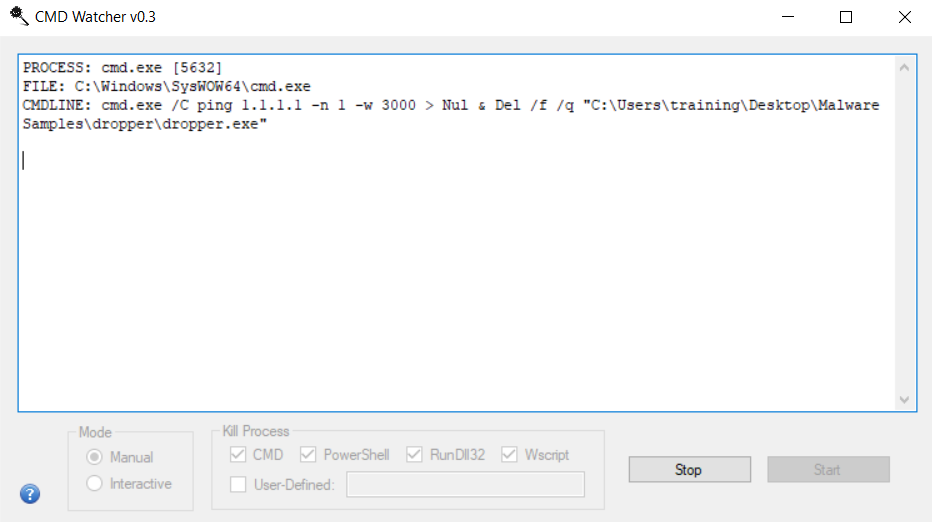 CMD Watcher v0.3
PROCESS: cmd.exe [5632]
FILE: C:\Windows\SysWOW64\cmd.exe
CMDLINE: cmd.exe /C ping 1.1.1.1 -n 1 -w 3000 > Nul & Del /f /q "C:\Users\training\Desktop\Malware
Samples\dropper\dropper.exe"
Mode
Manual
Interactive
Kill Process
CMD PowerShell RunDll32 Wscript
User-Defined:
Stop Start
?